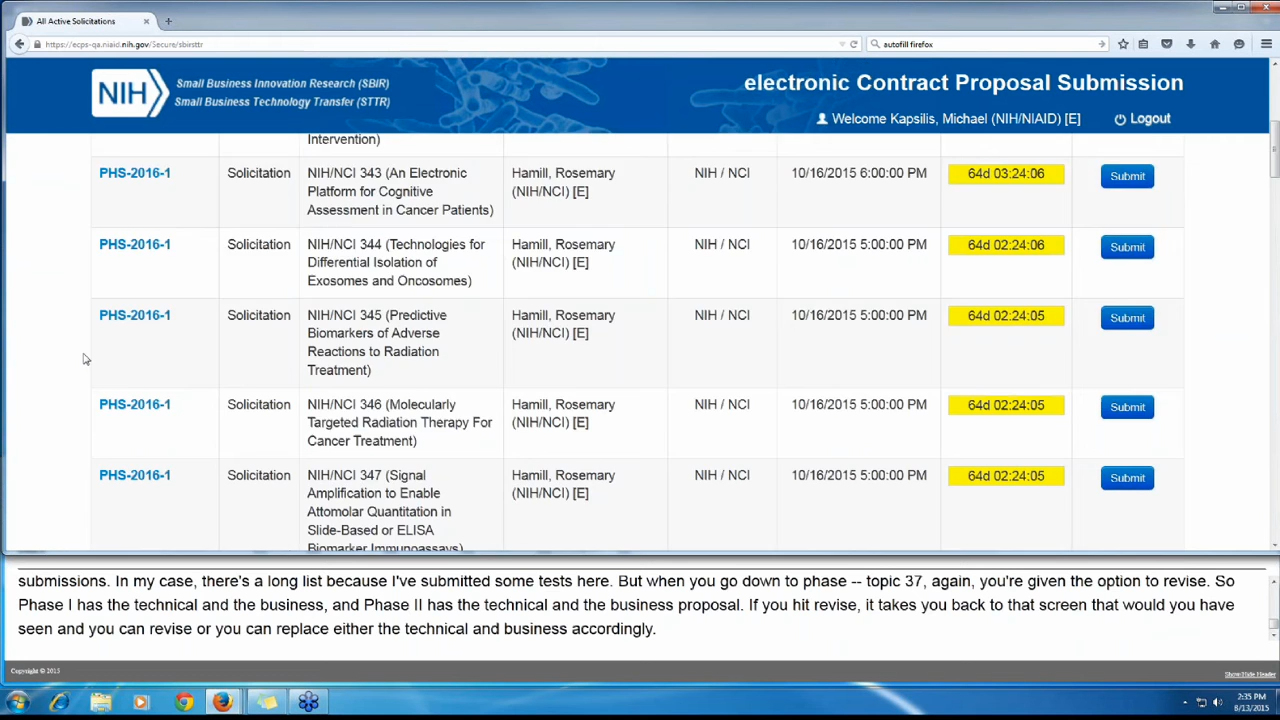 All Active Solicitations
https://ecps-qa.niaid.nih.gov/Secure/sbirsttr
autofill firefox
NIH
Small Business Innovation Research (SBIR)
Small Business Technology Transfer (STTR)
electronic Contract Proposal Submission
Welcome Kapsilis, Michael (NIH/NIAID) [E]
Logout
Intervention)
PHS-2016-1 Solicitation NIH/NCI 343 (An Electronic Hamill, Rosemary NIH / NCI 10/16/2015 6:00:00 PM 64d 03:24:06 Submit
Platform for Cognitive (NIH/NCI) [E]
Assessment in Cancer Patients)
PHS-2016-1 Solicitation NIH/NCI 344 (Technologies for Hamill, Rosemary NIH / NCI 10/16/2015 5:00:00 PM 64d 02:24:06 Submit
Differential Isolation of (NIH/NCI) [E]
Exosomes and Oncosomes)
PHS-2016-1 Solicitation NIH/NCI 345 (Predictive Hamill, Rosemary NIH / NCI 10/16/2015 5:00:00 PM 64d 02:24:05 Submit
Biomarkers of Adverse (NIH/NCI) [E]
Reactions to Radiation
Treatment)
PHS-2016-1 Solicitation NIH/NCI 346 (Molecularly Hamill, Rosemary NIH / NCI 10/16/2015 5:00:00 PM 64d 02:24:05 Submit
Targeted Radiation Therapy For (NIH/NCI) [E]
Cancer Treatment)
PHS-2016-1 Solicitation NIH/NCI 347 (Signal Hamill, Rosemary NIH / NCI 10/16/2015 5:00:00 PM 64d 02:24:05 Submit
Amplification to Enable (NIH/NCI) [E]
Attomolar Quantitation in
Slide-Based or ELISA
Biomarker Immunoassays)
submissions. In my case, there's a long list because I've submitted some tests here. But when you go down to phase -- topic 37, again, you're given the option to revise. So
Phase I has the technical and the business, and Phase II has the technical and the business proposal. If you hit revise, it takes you back to that screen that would you have
seen and you can revise or you can replace either the technical and business accordingly.
Copyright © 2015
Show/Hide Header
2:35 PM
8/13/2015